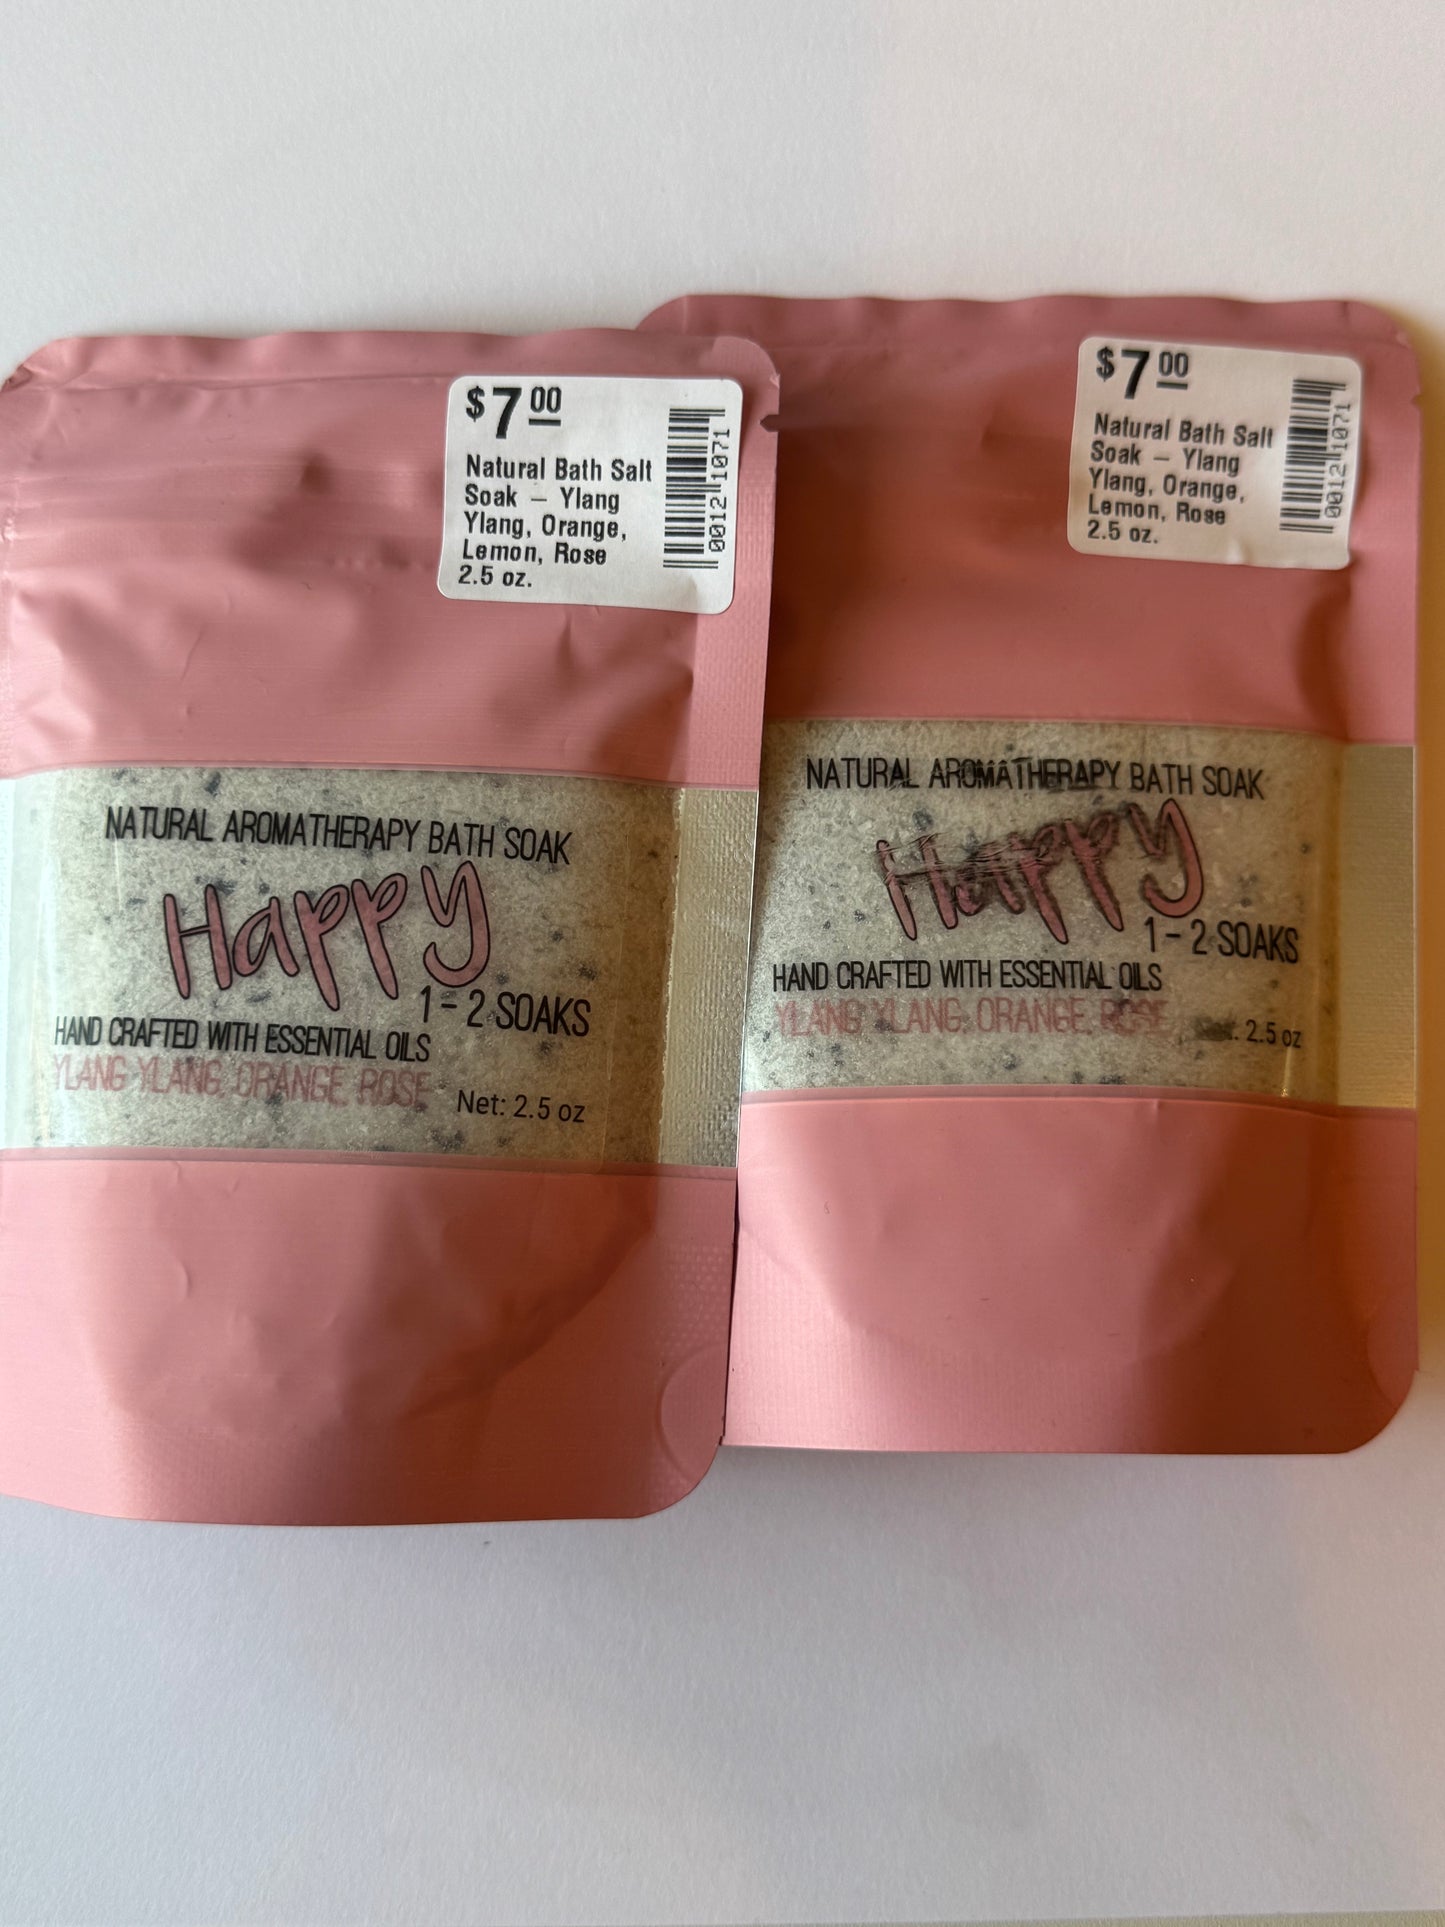 $7 00
Natural Bath Salt
Soak – Ylang
Ylang, Orange,
Lemon, Rose
2.5 oz.
0012 1071
NATURAL AROMATHERAPY BATH SOAK
Happy
1 - 2 SOAKS
HAND CRAFTED WITH ESSENTIAL OILS
YLANG YLANG, ORANGE, ROSE
Net: 2.5 oz
$7 00
Natural Bath Salt
Soak – Ylang
Ylang, Orange,
Lemon, Rose
2.5 oz.
0012 1071
NATURAL AROMATHERAPY BATH SOAK
Happy
1 - 2 SOAKS
HAND CRAFTED WITH ESSENTIAL OILS
YLANG YLANG, ORANGE, ROSE
2.5 oz